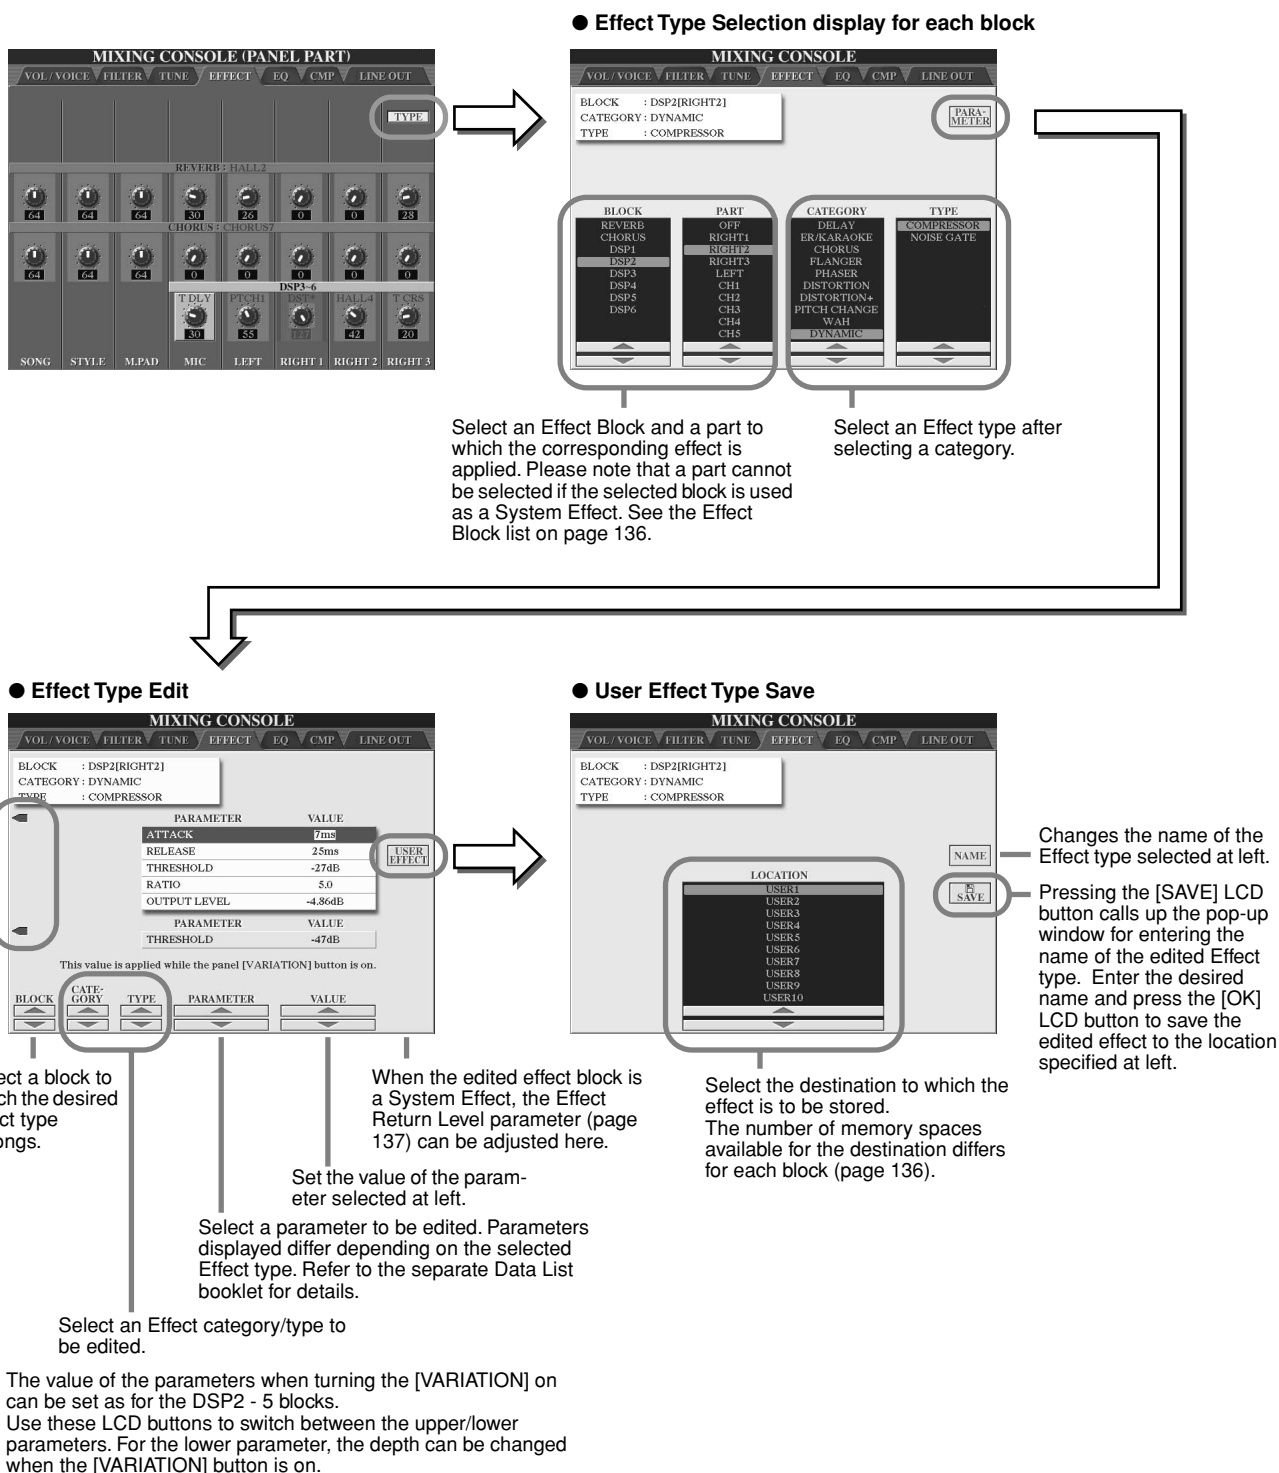 ● Effect Type Selection display for each block
MIXING CONSOLE (PANEL PART)
VOL / VOICE FILTER TUNE EFFECT EQ CMP LINE OUT
TYPE
REVERB : HALL2
64 64 64 30 26 0 0 28
CHORUS : CHORUS7
64 64 64 0 0 0 0 0
DSP3~6
T DLY PTCH1 DST* HALL4 T CRS
30 55 127 42 20
SONG STYLE M.PAD MIC LEFT RIGHT 1 RIGHT 2 RIGHT 3
MIXING CONSOLE
VOL / VOICE FILTER TUNE EFFECT EQ CMP LINE OUT
BLOCK : DSP2[RIGHT2]
CATEGORY : DYNAMIC
TYPE : COMPRESSOR
PARA-
METER
BLOCK PART CATEGORY TYPE
REVERB OFF DELAY COMPRESSOR
CHORUS RIGHT1 ER/KARAOKE NOISE GATE
DSP1 RIGHT2 CHORUS
DSP2 RIGHT3 FLANGER
DSP3 LEFT PHASER
DSP4 CH1 DISTORTION
DSP5 CH2 DISTORTION+
DSP6 CH3 PITCH CHANGE
CH4 WAH
CH5 DYNAMIC
Select an Effect Block and a part to
which the corresponding effect is
applied. Please note that a part cannot
be selected if the selected block is used
as a System Effect. See the Effect
Block list on page 136.
Select an Effect type after
selecting a category.
● Effect Type Edit
MIXING CONSOLE
VOL / VOICE FILTER TUNE EFFECT EQ CMP LINE OUT
BLOCK : DSP2[RIGHT2]
CATEGORY : DYNAMIC
TYPE : COMPRESSOR
PARAMETER VALUE
ATTACK 7ms
RELEASE 25ms
THRESHOLD -27dB
RATIO 5.0
OUTPUT LEVEL -4.86dB
USER
EFFECT
PARAMETER VALUE
THRESHOLD -47dB
This value is applied while the panel [VARIATION] button is on.
BLOCK CATE-
GORY TYPE PARAMETER VALUE
ect a block to
ch the desired
ct type
ongs.
When the edited effect block is
a System Effect, the Effect
Return Level parameter (page
137) can be adjusted here.
Set the value of the param-
eter selected at left.
Select a parameter to be edited. Parameters
displayed differ depending on the selected
Effect type. Refer to the separate Data List
booklet for details.
Select an Effect category/type to
be edited.
The value of the parameters when turning the [VARIATION] on
can be set as for the DSP2 - 5 blocks.
Use these LCD buttons to switch between the upper/lower
parameters. For the lower parameter, the depth can be changed
when the [VARIATION] button is on.
● User Effect Type Save
MIXING CONSOLE
VOL / VOICE FILTER TUNE EFFECT EQ CMP LINE OUT
BLOCK : DSP2[RIGHT2]
CATEGORY : DYNAMIC
TYPE : COMPRESSOR
NAME
SAVE
LOCATION
USER1
USER2
USER3
USER4
USER5
USER6
USER7
USER8
USER9
USER10
Changes the name of the
Effect type selected at left.
Pressing the [SAVE] LCD
button calls up the pop-up
window for entering the
name of the edited Effect
type. Enter the desired
name and press the [OK]
LCD button to save the
edited effect to the location
specified at left.
Select the destination to which the
effect is to be stored.
The number of memory spaces
available for the destination differs
for each block (page 136).